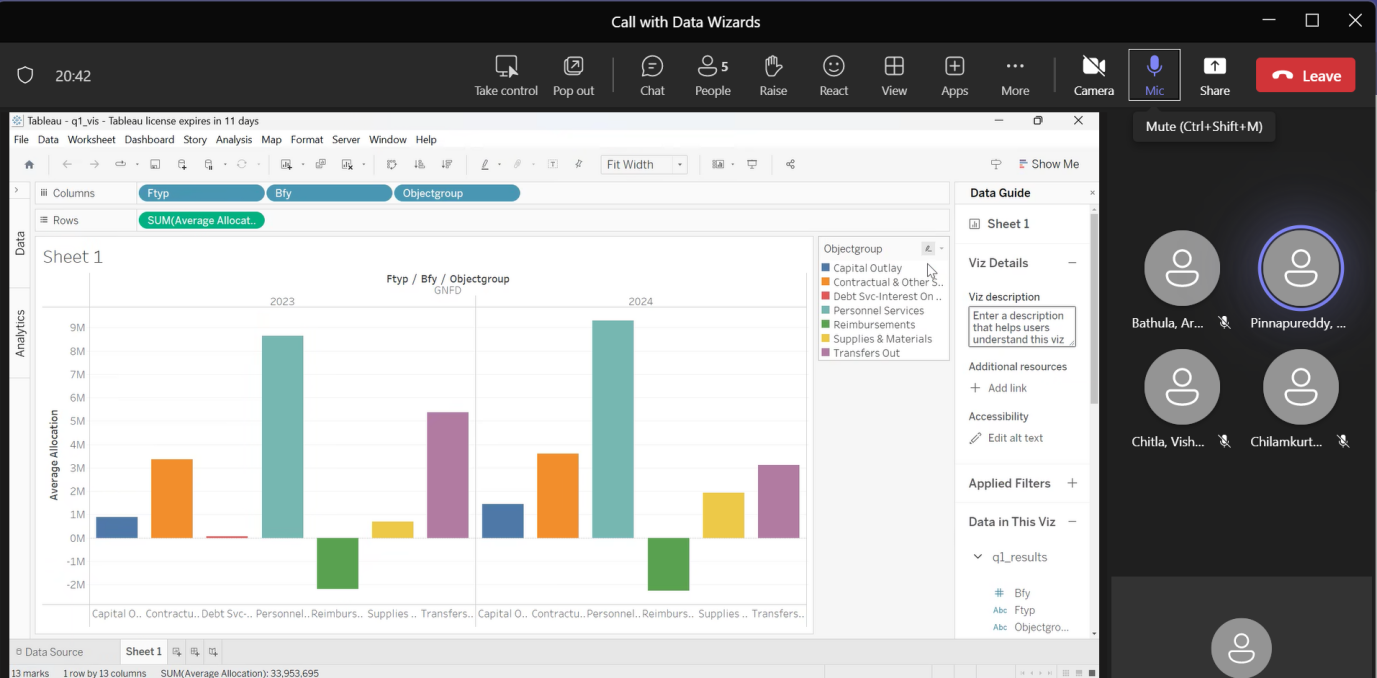 Call with Data Wizards
20:42
Take control
Pop out
Chat
5
People
Raise
React
View
Apps
More
Camera
Mic
Share
Leave
Mute (Ctrl+Shift+M)
Tableau - q1_vis - Tableau license expires in 11 days
File Data Worksheet Dashboard Story Analysis Map Format Server Window Help
Fit Width
Show Me
Columns
Ftyp
Bfy
Objectgroup
Rows
SUM(Average Allocat..
Data
Analytics
Sheet 1
Ftyp / Bfy / Objectgroup
GNFD
2023
2024
Average Allocation
9M
8M
7M
6M
5M
4M
3M
2M
1M
0M
-1M
-2M
Capital O.. Contractu.. Debt Svc-.. Personnel.. Reimburs.. Supplies .. Transfers.. Capital O.. Contractu.. Personnel.. Reimburs.. Supplies .. Transfers..
Objectgroup
Capital Outlay
Contractual & Other S..
Debt Svc-Interest On ..
Personnel Services
Reimbursements
Supplies & Materials
Transfers Out
Data Guide
Sheet 1
Viz Details
Viz description
Enter a description
that helps users
understand this viz
Additional resources
Add link
Accessibility
Edit alt text
Applied Filters
Data in This Viz
q1_results
# Bfy
Abc Ftyp
Abc Objectgro...
Bathula, Ar...
Pinnapureddy, ...
Chitla, Vish...
Chilamkurt...
Data Source
Sheet 1
13 marks 1 row by 13 columns SUM(Average Allocation): 33,953,695